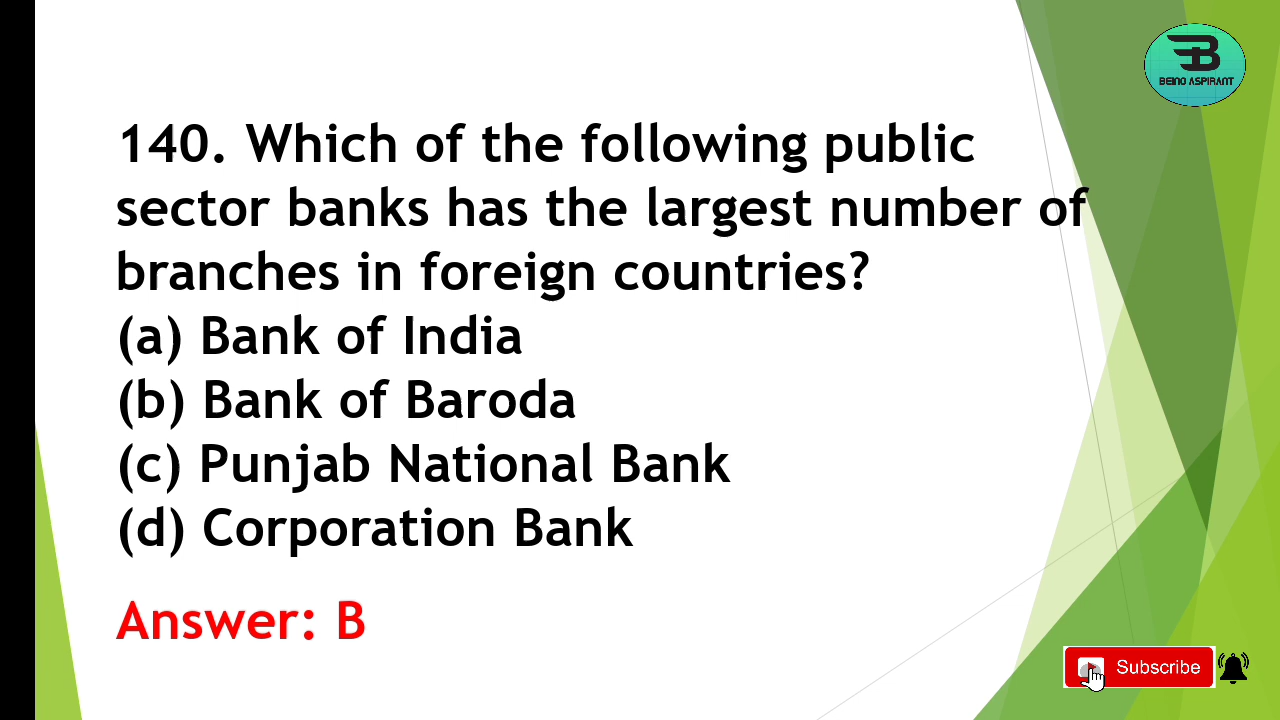 BEING ASPIRANT
140. Which of the following public
sector banks has the largest number of
branches in foreign countries?
(a) Bank of India
(b) Bank of Baroda
(c) Punjab National Bank
(d) Corporation Bank
Answer: B
Subscribe